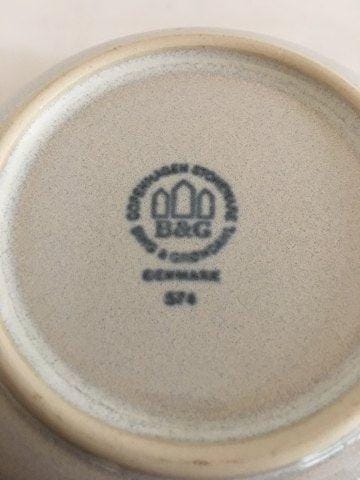 COPENHAGEN STONEWARE
B&G
BING & GRØNDAHL
DENMARK
574